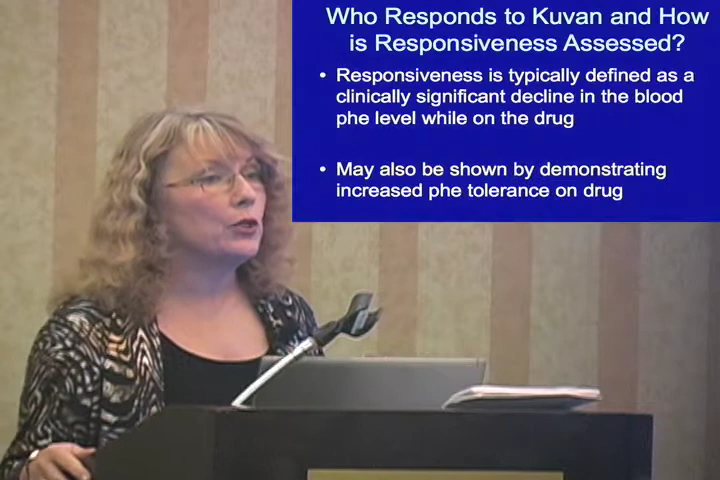 Who Responds to Kuvan and How
is Responsiveness Assessed?
• Responsiveness is typically defined as a
clinically significant decline in the blood
phe level while on the drug
• May also be shown by demonstrating
increased phe tolerance on drug